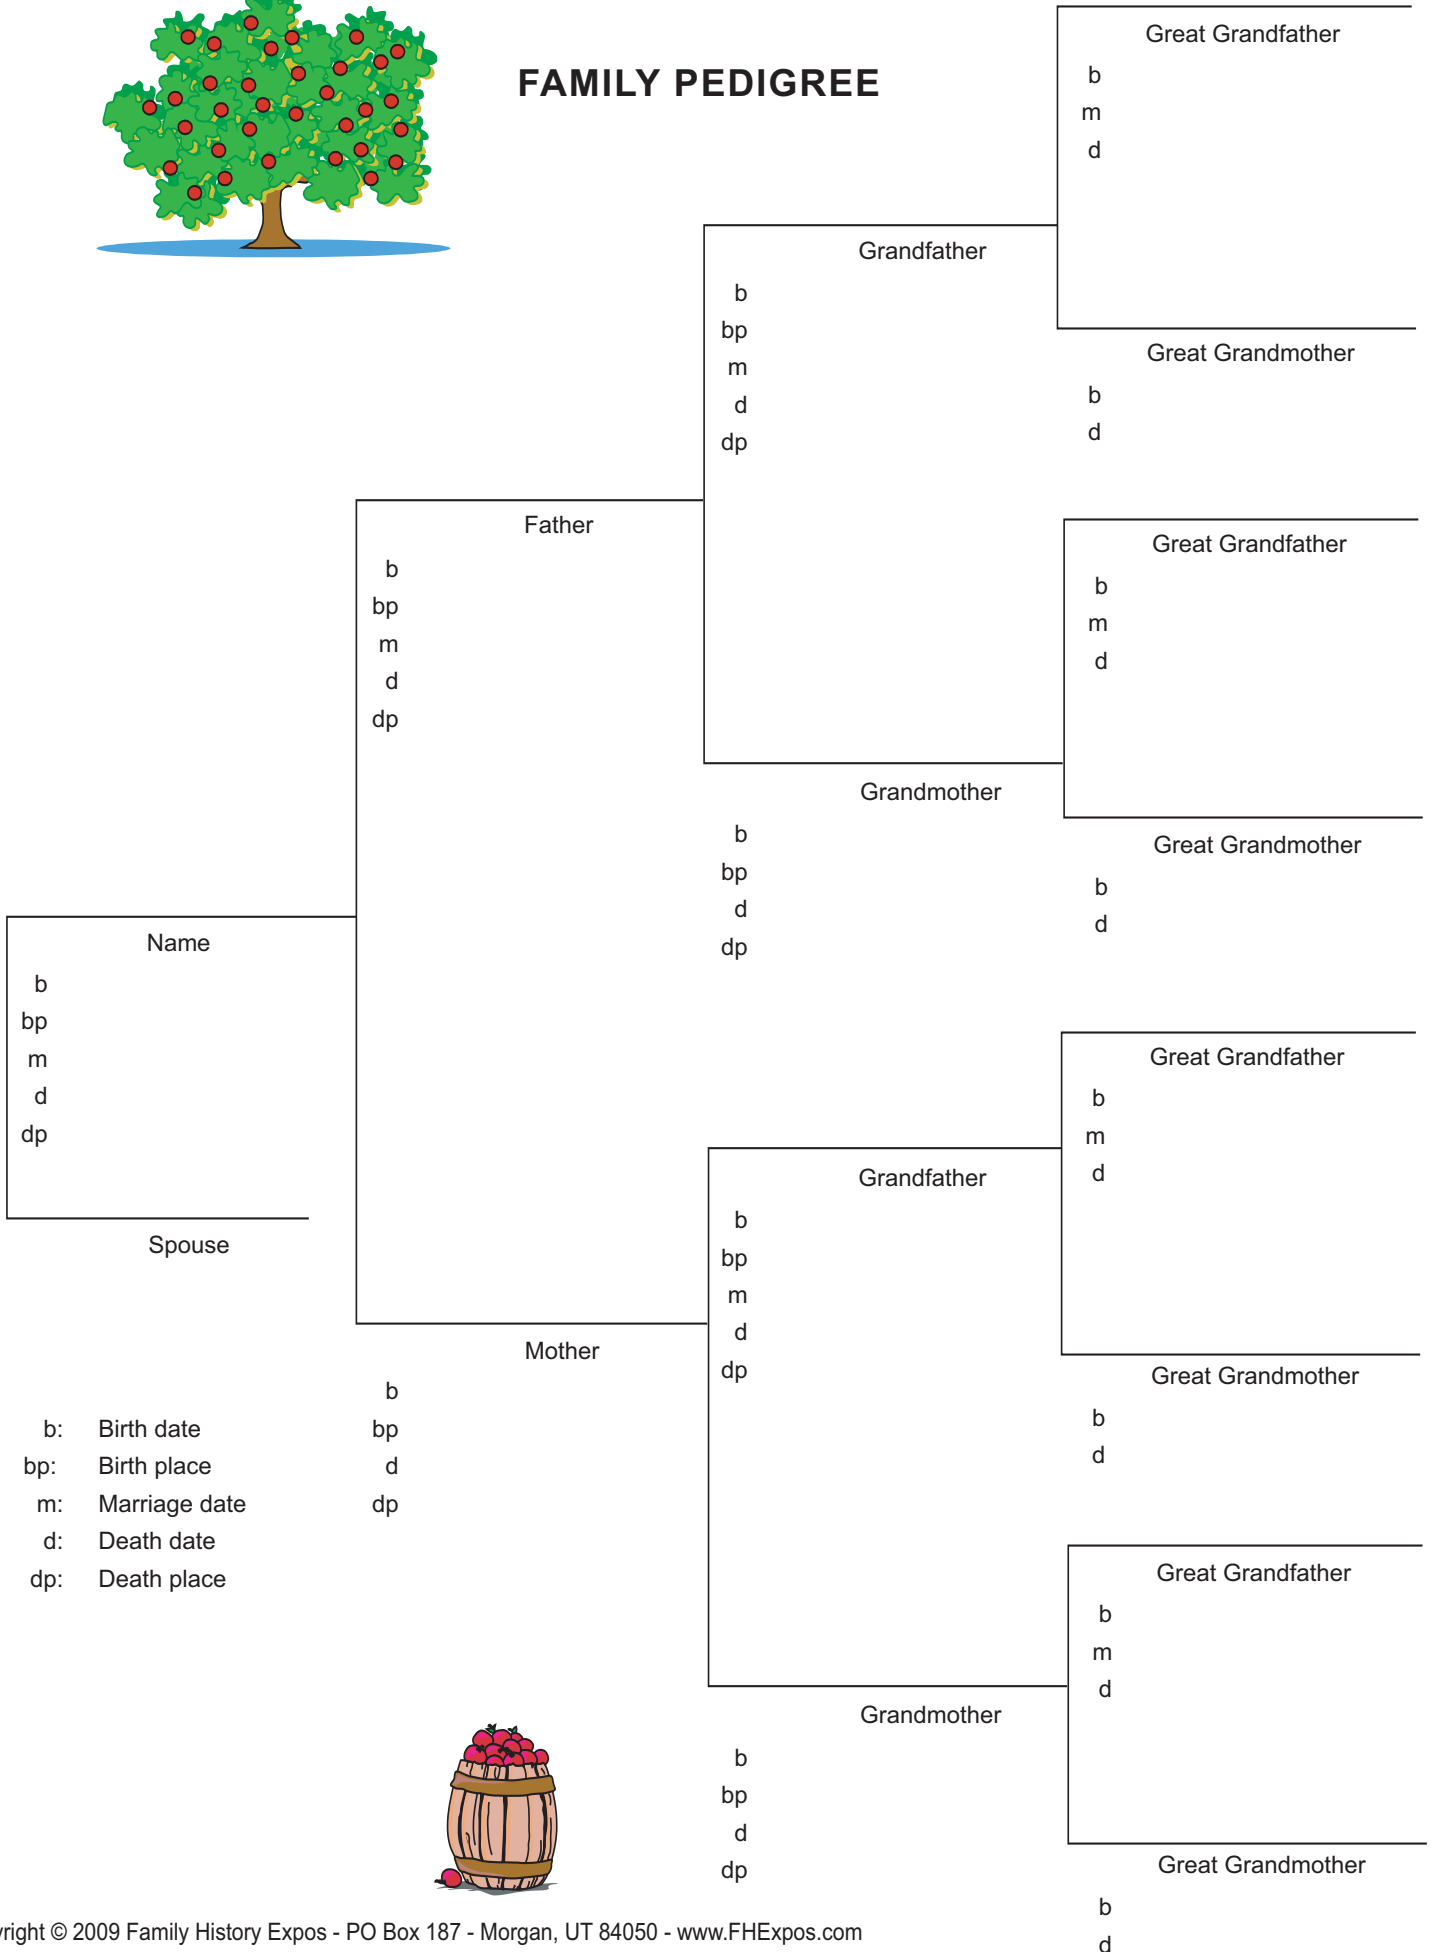 FAMILY PEDIGREE
Great Grandfather
b
m
d
Grandfather
b
bp
m
d
dp
Great Grandmother
b
d
Father
b
bp
m
d
dp
Great Grandfather
b
m
d
Grandmother
b
bp
d
dp
Great Grandmother
b
d
Name
b
bp
m
d
dp
Spouse
Great Grandfather
b
m
d
Grandfather
b
bp
m
d
dp
Mother
b
bp
d
dp
Great Grandmother
b
d
b: Birth date
bp: Birth place
m: Marriage date
d: Death date
dp: Death place
Great Grandfather
b
m
d
Grandmother
b
bp
d
dp
Great Grandmother
b
d
yright © 2009 Family History Expos - PO Box 187 - Morgan, UT 84050 - www.FHExpos.com